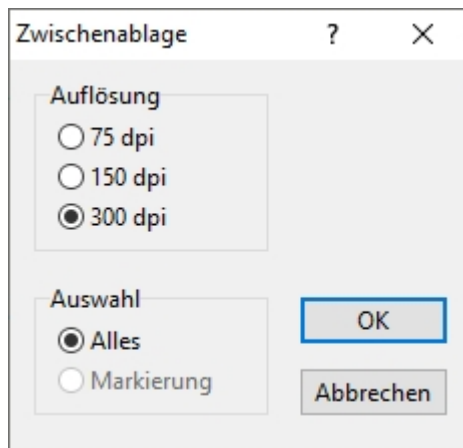 Zwischenablage ?
Auflösung
75 dpi
150 dpi
300 dpi
Auswahl
Alles
Markierung
OK
Abbrechen